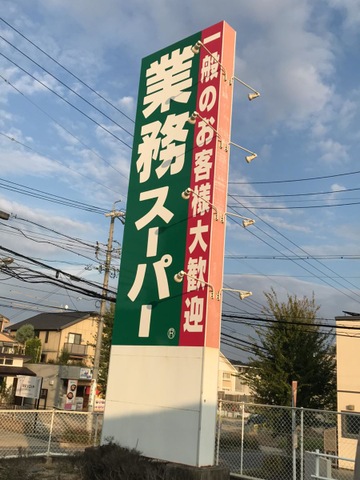 業務スーパー
®
一般のお客様大歓迎